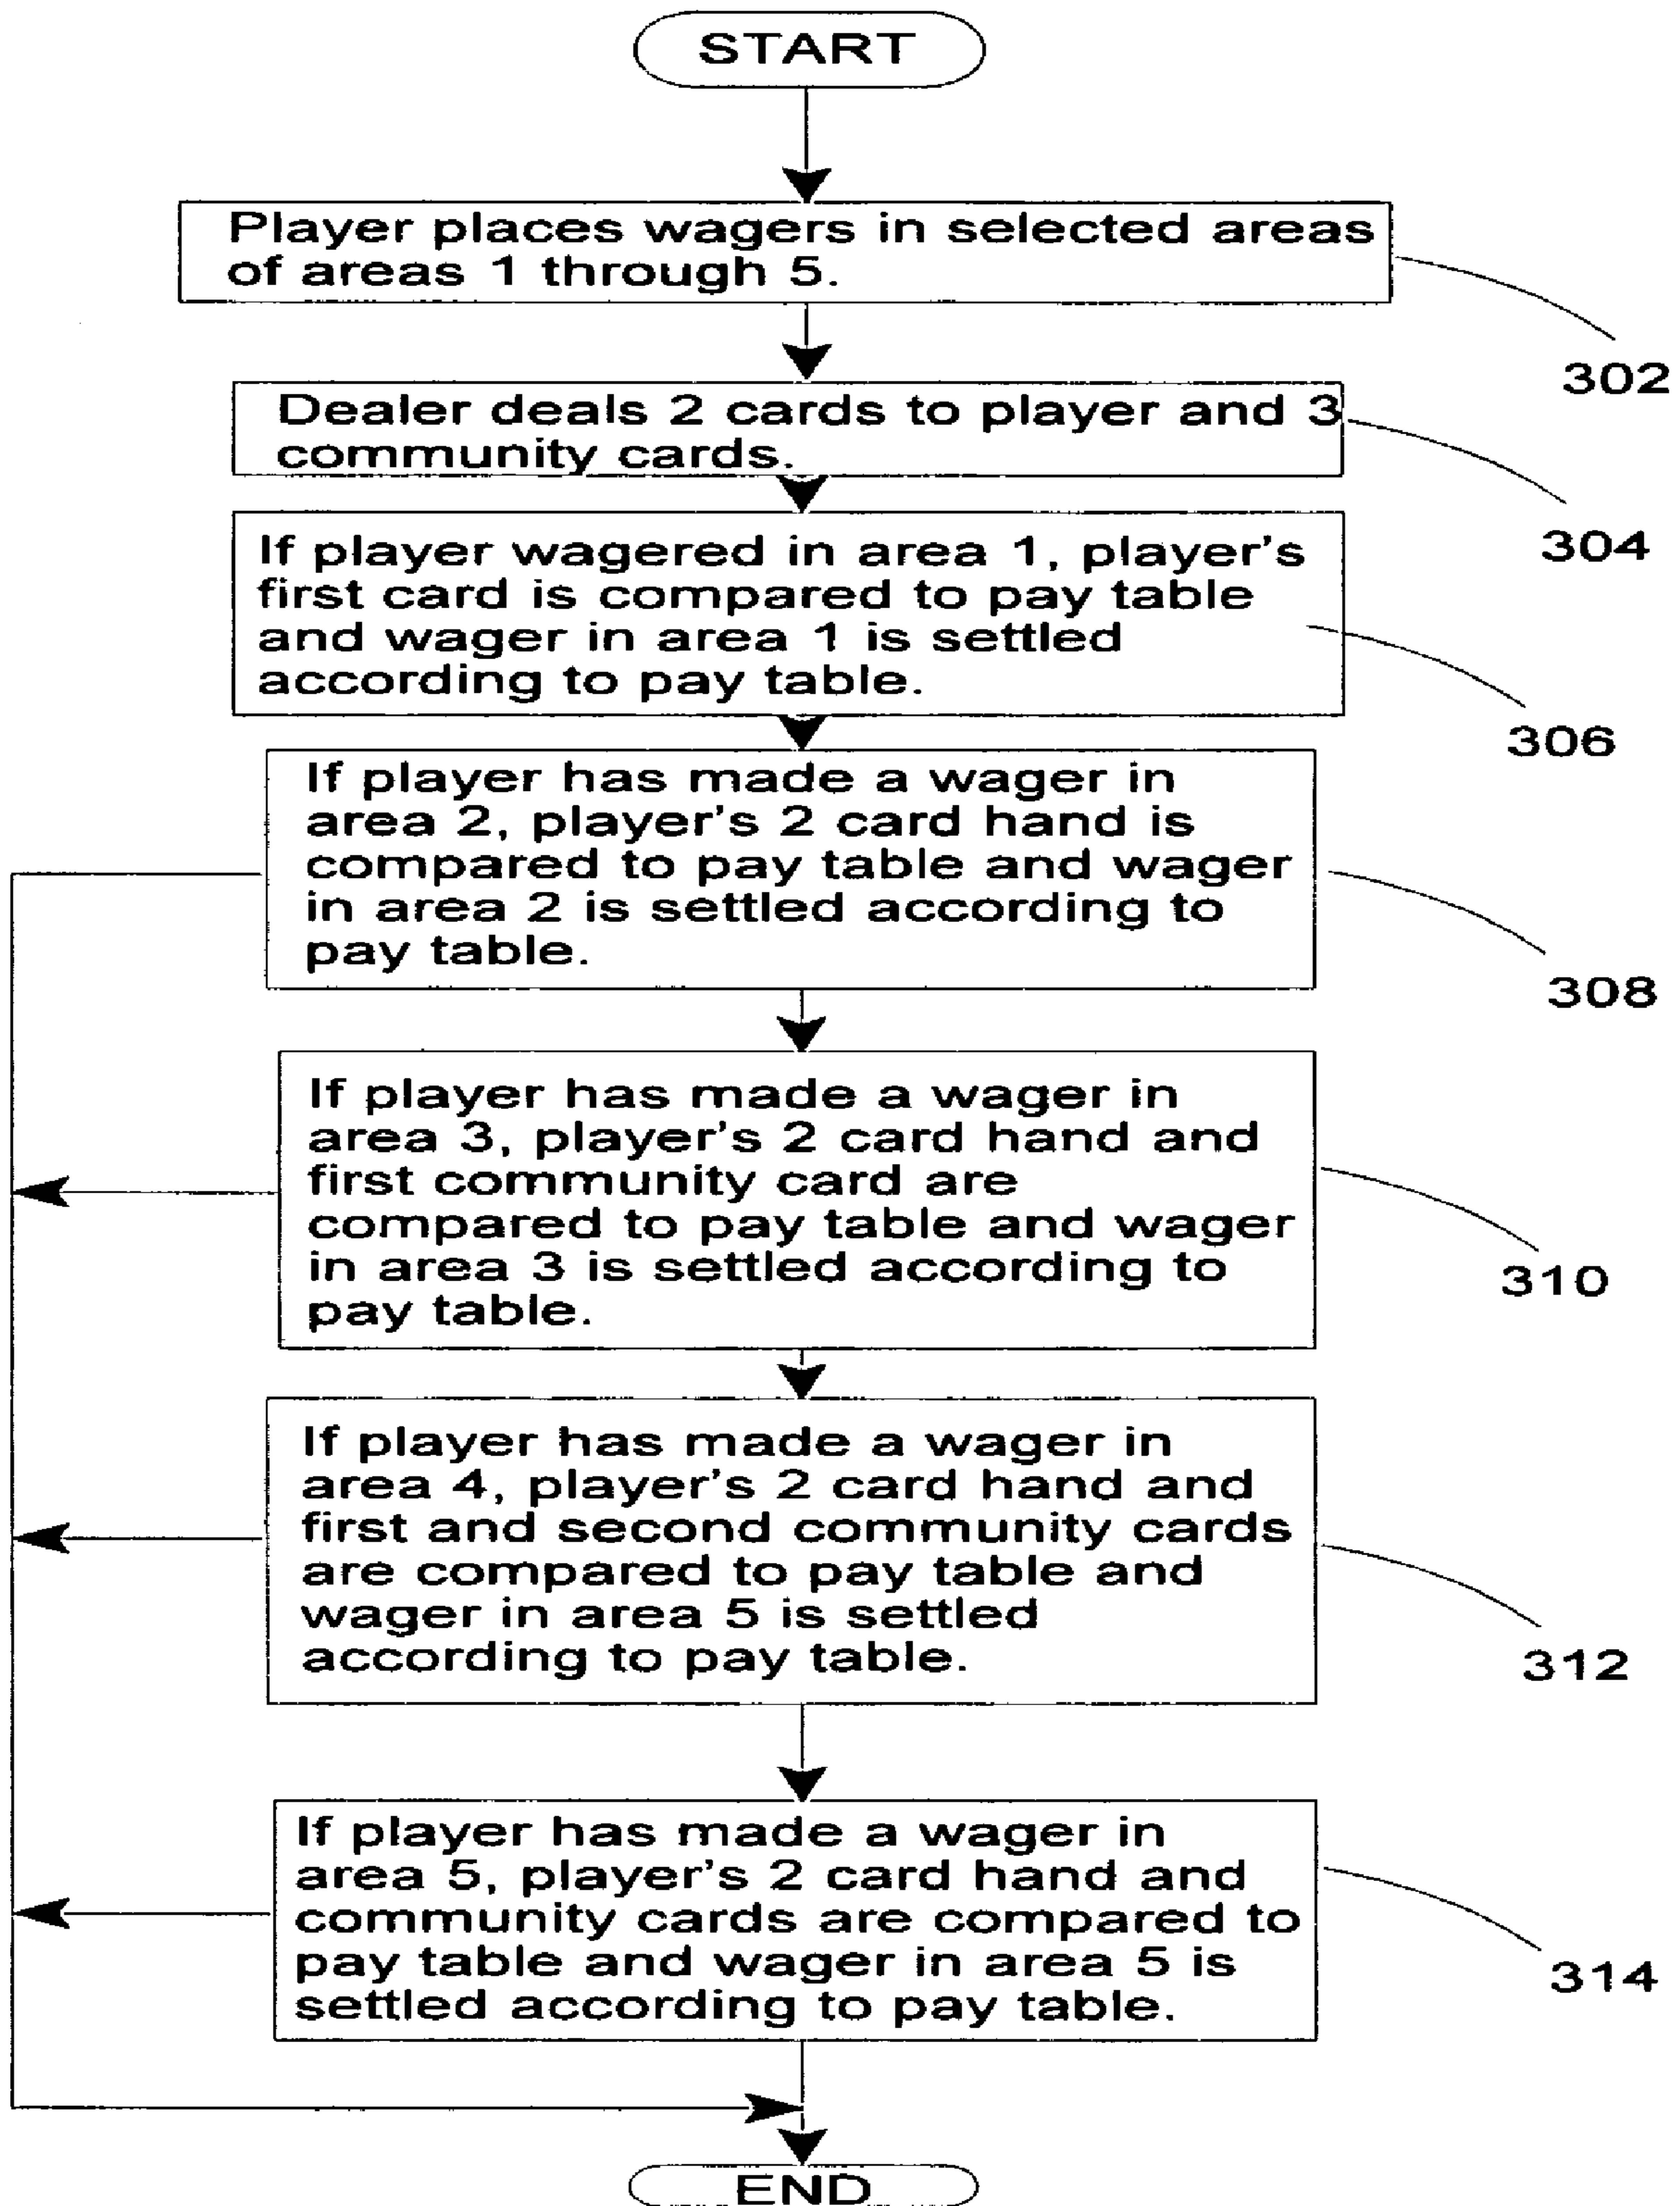 START
Player places wagers in selected areas
of areas 1 through 5.
302
Dealer deals 2 cards to player and 3
community cards.
304
If player wagered in area 1, player's
first card is compared to pay table
and wager in area 1 is settled
according to pay table.
306
If player has made a wager in
area 2, player's 2 card hand is
compared to pay table and wager
in area 2 is settled according to
pay table.
308
If player has made a wager in
area 3, player's 2 card hand and
first community card are
compared to pay table and wager
in area 3 is settled according to
pay table.
310
If player has made a wager in
area 4, player's 2 card hand and
first and second community cards
are compared to pay table and
wager in area 5 is settled
according to pay table.
312
If player has made a wager in
area 5, player's 2 card hand and
community cards are compared to
pay table and wager in area 5 is
settled according to pay table.
314
END